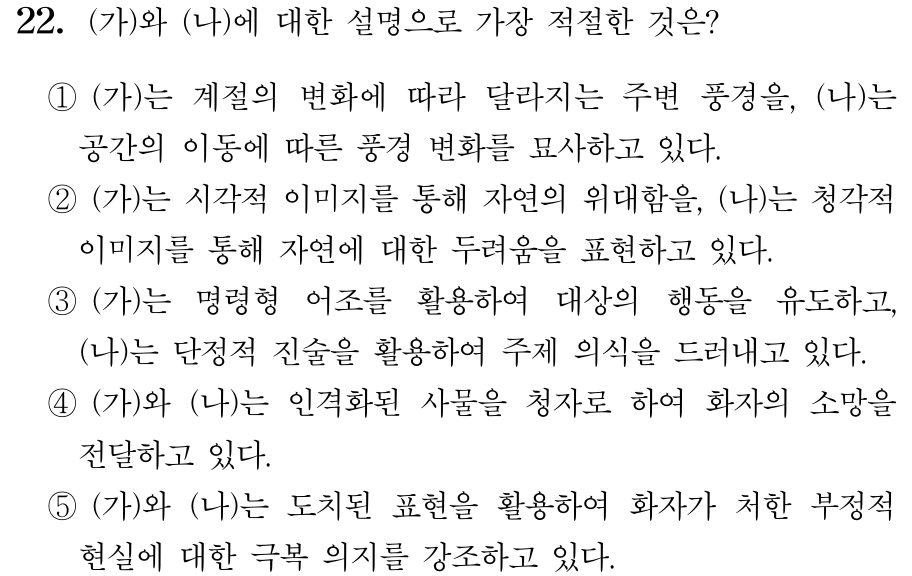 22. (가)와 (나)에 대한 설명으로 가장 적절한 것은?
① (가)는 계절의 변화에 따라 달라지는 주변 풍경을, (나)는
공간의 이동에 따른 풍경 변화를 묘사하고 있다.
② (가)는 시각적 이미지를 통해 자연의 위대함을, (나)는 청각적
이미지를 통해 자연에 대한 두려움을 표현하고 있다.
③ (가)는 명령형 어조를 활용하여 대상의 행동을 유도하고,
(나)는 단정적 진술을 활용하여 주제 의식을 드러내고 있다.
④ (가)와 (나)는 인격화된 사물을 청자로 하여 화자의 소망을
전달하고 있다.
⑤ (가)와 (나)는 도치된 표현을 활용하여 화자가 처한 부정적
현실에 대한 극복 의지를 강조하고 있다.